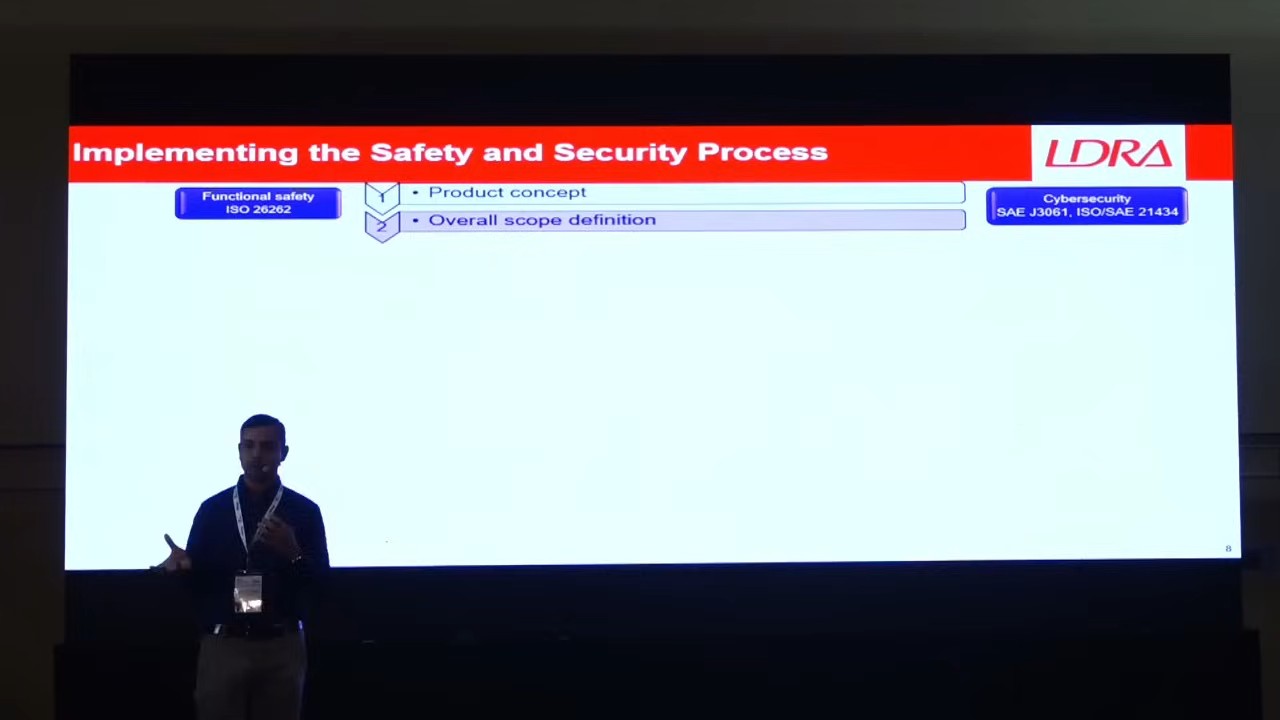 Implementing the Safety and Security Process
LDRA
Functional safety
ISO 26262
1
• Product concept
2
• Overall scope definition
Cybersecurity
SAE J3061, ISO/SAE 21434
8